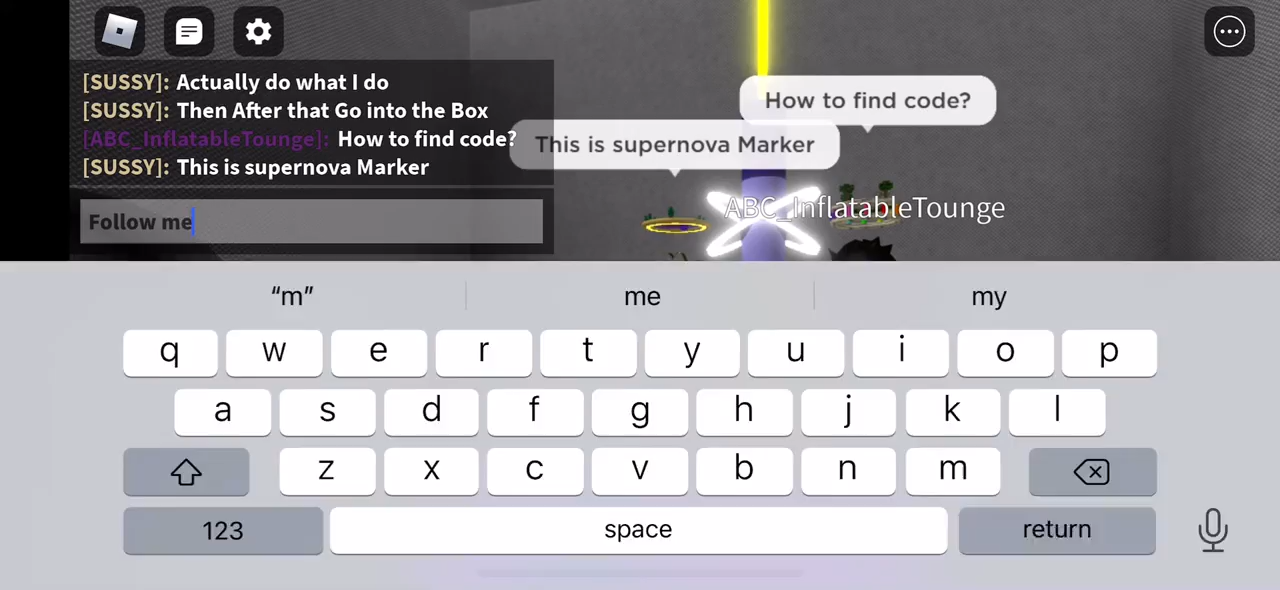 [SUSSY]: Actually do what I do
[SUSSY]: Then After that Go into the Box
[ABC_InflatableTounge]: How to find code?
[SUSSY]: This is supernova Marker
Follow me
How to find code?
This is supernova Marker
ABC_InflatableTounge
“m” me my
q w e r t y u i o p
a s d f g h j k l
z x c v b n m
123 space return